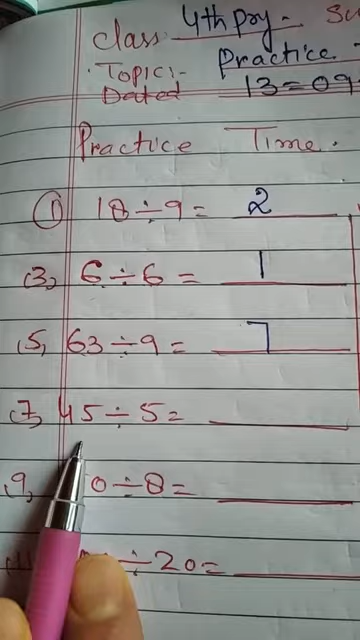 Class: 4th pry.
Topic:- Practice
Dated 13=09
Practice Time.
1) 18÷9= 2
3, 6÷6= 1
5, 63÷9= 7
7, 45÷5=
9, 0÷8=
÷20=